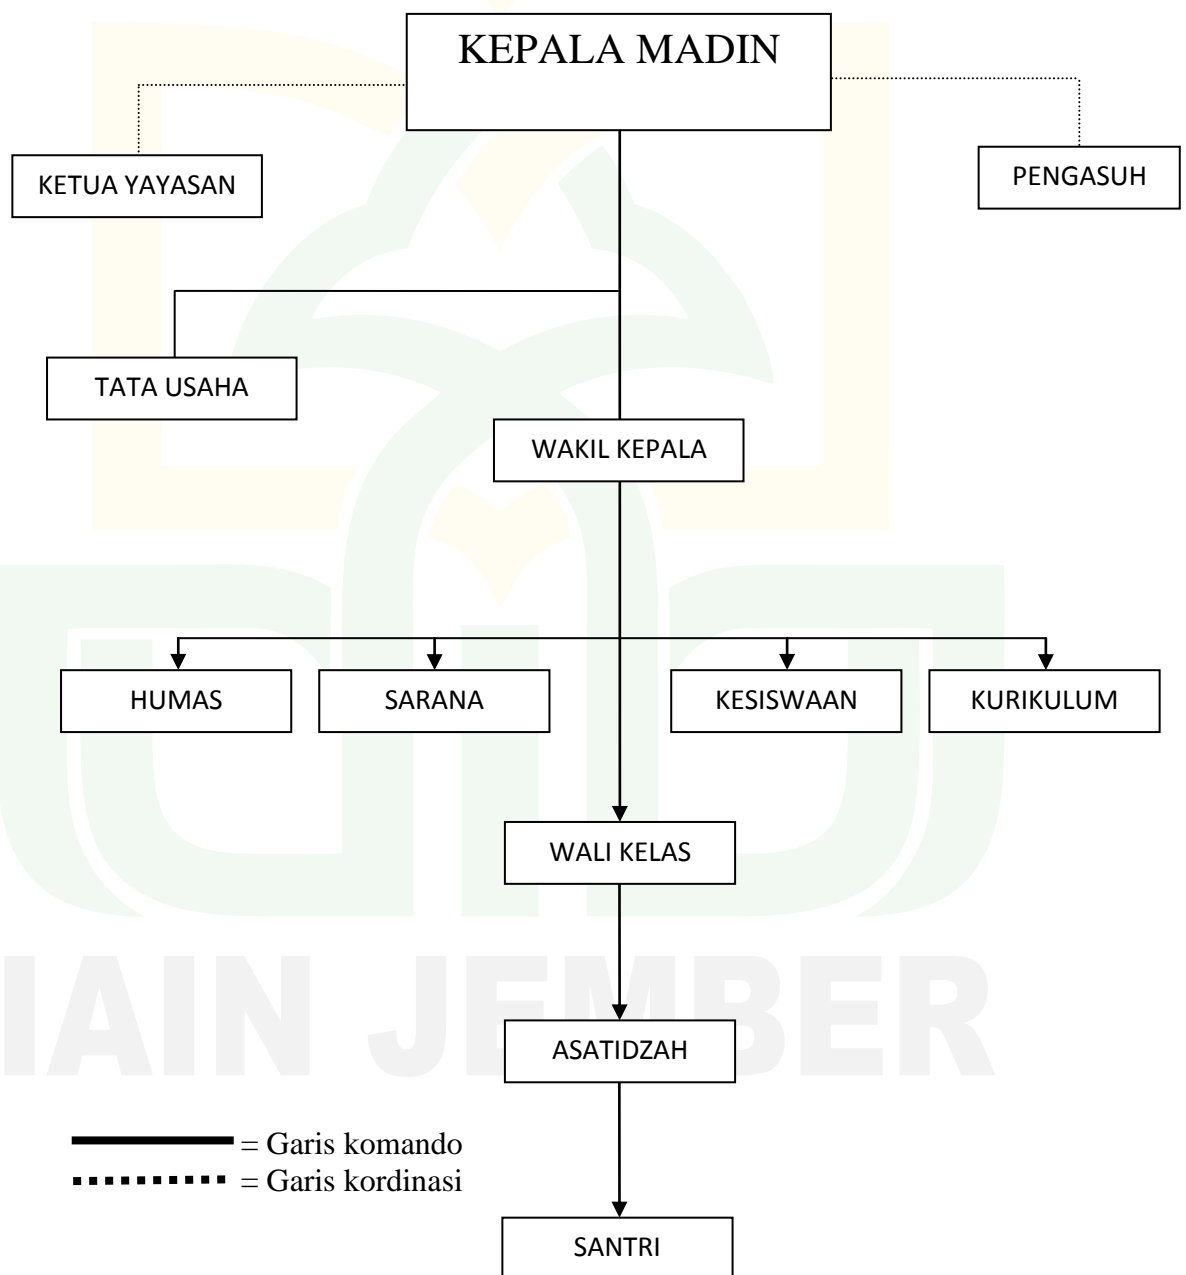 KEPALA MADIN
KETUA YAYASAN
PENGASUH
TATA USAHA
WAKIL KEPALA
HUMAS
SARANA
KESISWAAN
KURIKULUM
WALI KELAS
IAIN JEMBER
ASATIDZAH
= Garis komando
= Garis kordinasi
SANTRI